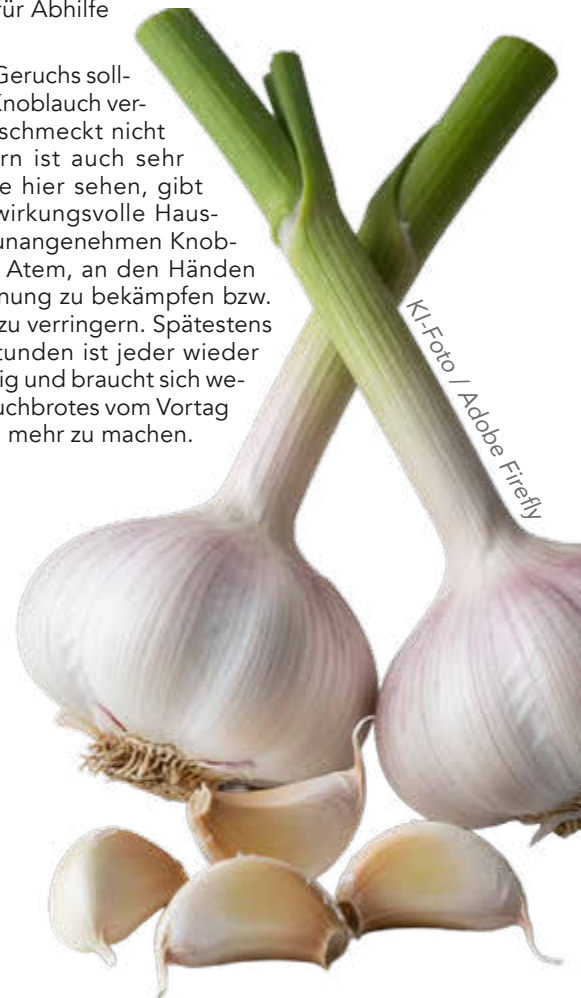 für Abhilfe
Geruchs soll-
Knoblauch ver-
schmeckt nicht
rn ist auch sehr
e hier sehen, gibt
wirkungsvolle Haus-
unangenehmen Knob-
Atem, an den Händen
nung zu bekämpfen bzw.
zu verringern. Spätestens
tunden ist jeder wieder
ig und braucht sich we-
uchbrotes vom Vortag
mehr zu machen.
KI-Foto / Adobe Firefly